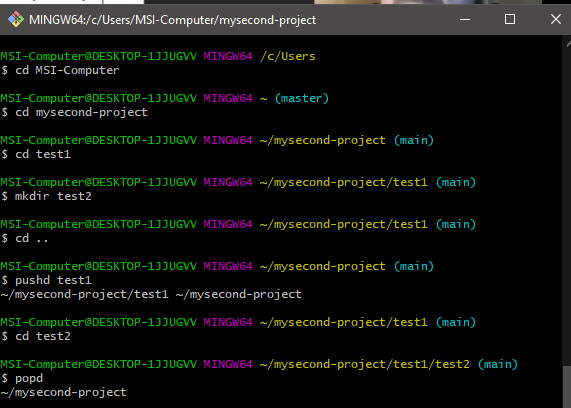 MINGW64:/c/Users/MSI-Computer/mysecond-project
MSI-Computer@DESKTOP-1JJUGVV MINGW64 /c/Users
$ cd MSI-Computer
MSI-Computer@DESKTOP-1JJUGVV MINGW64 ~ (master)
$ cd mysecond-project
MSI-Computer@DESKTOP-1JJUGVV MINGW64 ~/mysecond-project (main)
$ cd test1
MSI-Computer@DESKTOP-1JJUGVV MINGW64 ~/mysecond-project/test1 (main)
$ mkdir test2
MSI-Computer@DESKTOP-1JJUGVV MINGW64 ~/mysecond-project/test1 (main)
$ cd ..
MSI-Computer@DESKTOP-1JJUGVV MINGW64 ~/mysecond-project (main)
$ pushd test1
~/mysecond-project/test1 ~/mysecond-project
MSI-Computer@DESKTOP-1JJUGVV MINGW64 ~/mysecond-project/test1 (main)
$ cd test2
MSI-Computer@DESKTOP-1JJUGVV MINGW64 ~/mysecond-project/test1/test2 (main)
$ popd
~/mysecond-project